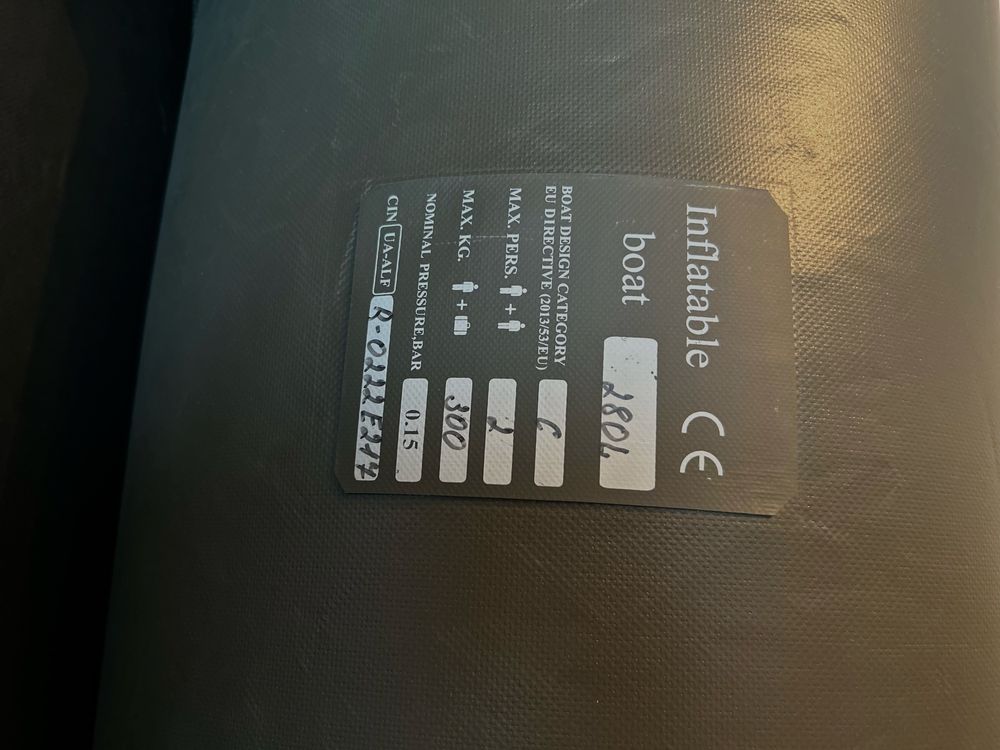 Inflatable CE
boat 280L
BOAT DESIGN CATEGORY
EU DIRECTIVE (2013/53/EU) C
MAX. PERS. + 2
MAX. KG. + 300
NOMINAL PRESSURE,BAR 0.15
CIN UA-ALF R-0222E217